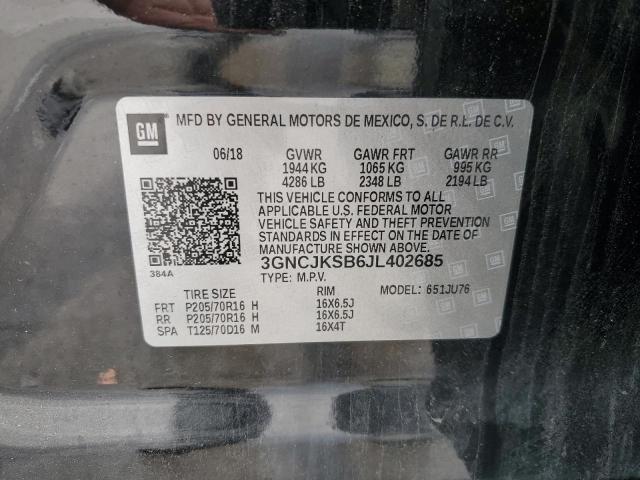 GM MFD BY GENERAL MOTORS DE MEXICO, S. DE R.L. DE C.V.
06/18 GVWR GAWR FRT GAWR RR
1944 KG 1065 KG 995 KG
4286 LB 2348 LB 2194 LB
THIS VEHICLE CONFORMS TO ALL
APPLICABLE U.S. FEDERAL MOTOR
VEHICLE SAFETY AND THEFT PREVENTION
STANDARDS IN EFFECT ON THE DATE OF
MANUFACTURE SHOWN ABOVE.
3GNCJKSB6JL402685
384A TYPE: M.P.V. MODEL: 651JU76
TIRE SIZE RIM
FRT P205/70R16 H 16X6.5J
RR P205/70R16 H 16X6.5J
SPA T125/70D16 M 16X4T